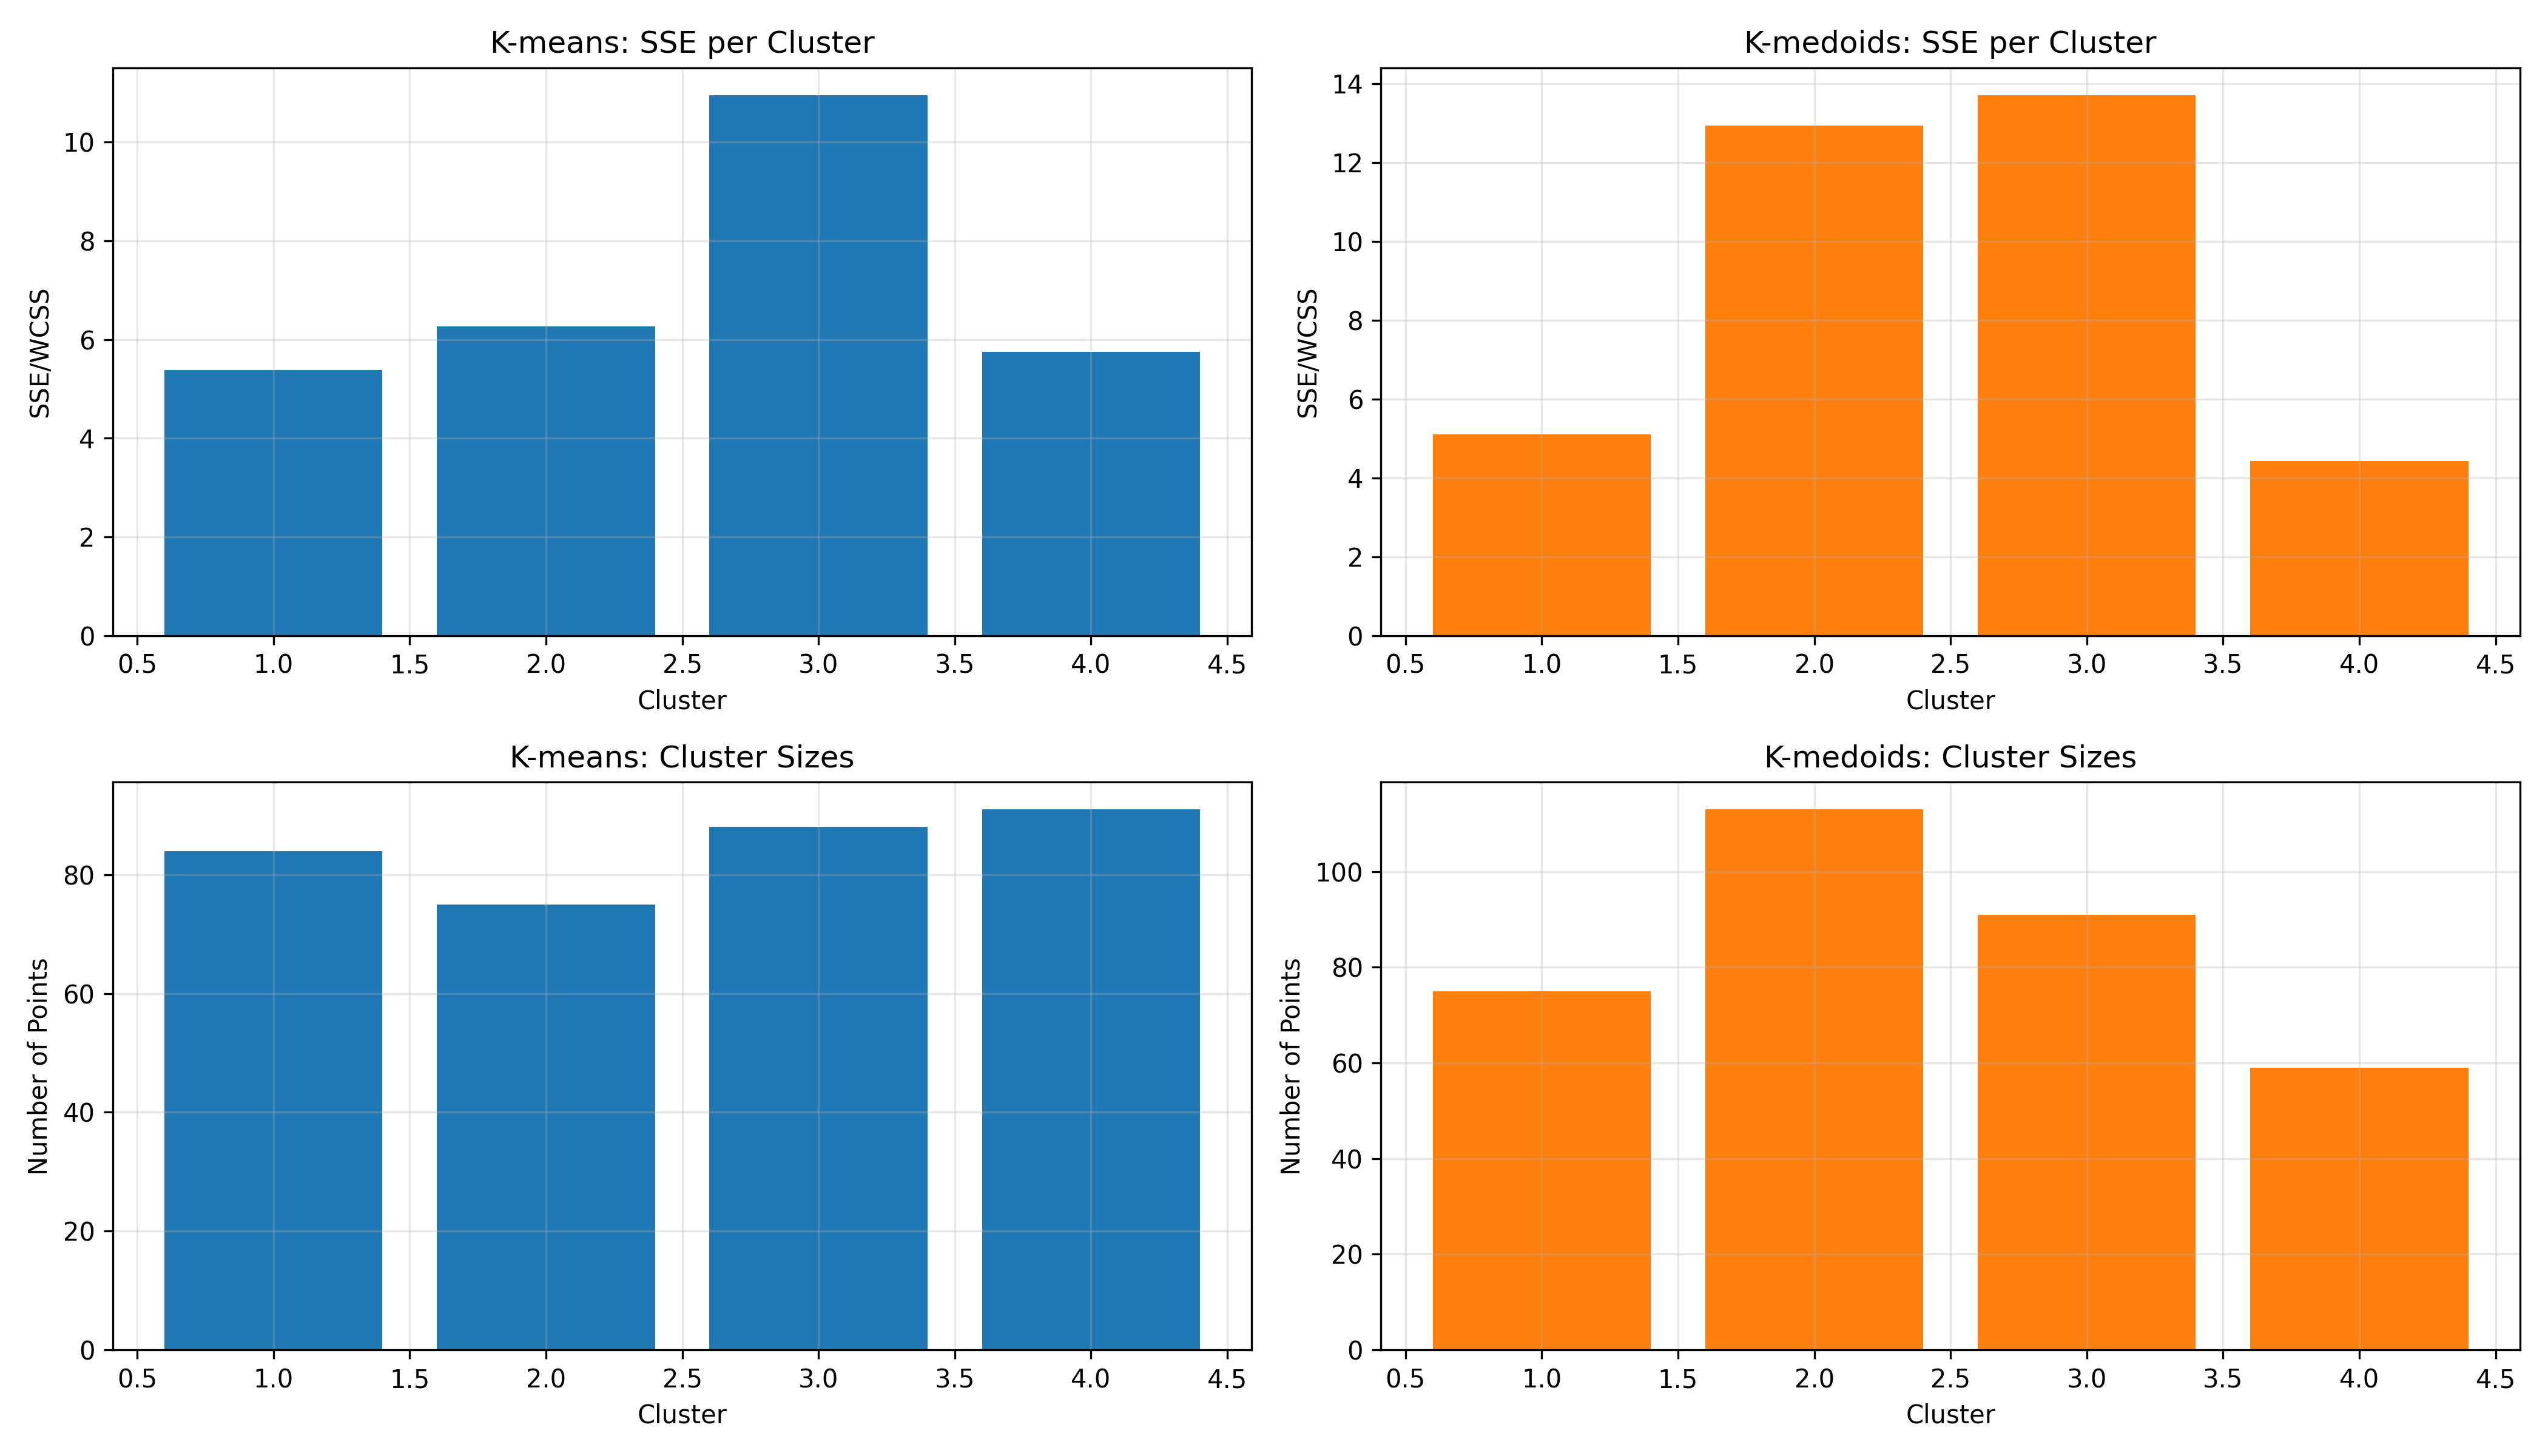 K-means: SSE per Cluster
SSE/WCSS
10
8
6
4
2
0
0.5 1.0 1.5 2.0 2.5 3.0 3.5 4.0 4.5
Cluster
K-medoids: SSE per Cluster
SSE/WCSS
14
12
10
8
6
4
2
0
0.5 1.0 1.5 2.0 2.5 3.0 3.5 4.0 4.5
Cluster
K-means: Cluster Sizes
Number of Points
80
60
40
20
0
0.5 1.0 1.5 2.0 2.5 3.0 3.5 4.0 4.5
Cluster
K-medoids: Cluster Sizes
Number of Points
100
80
60
40
20
0
0.5 1.0 1.5 2.0 2.5 3.0 3.5 4.0 4.5
Cluster